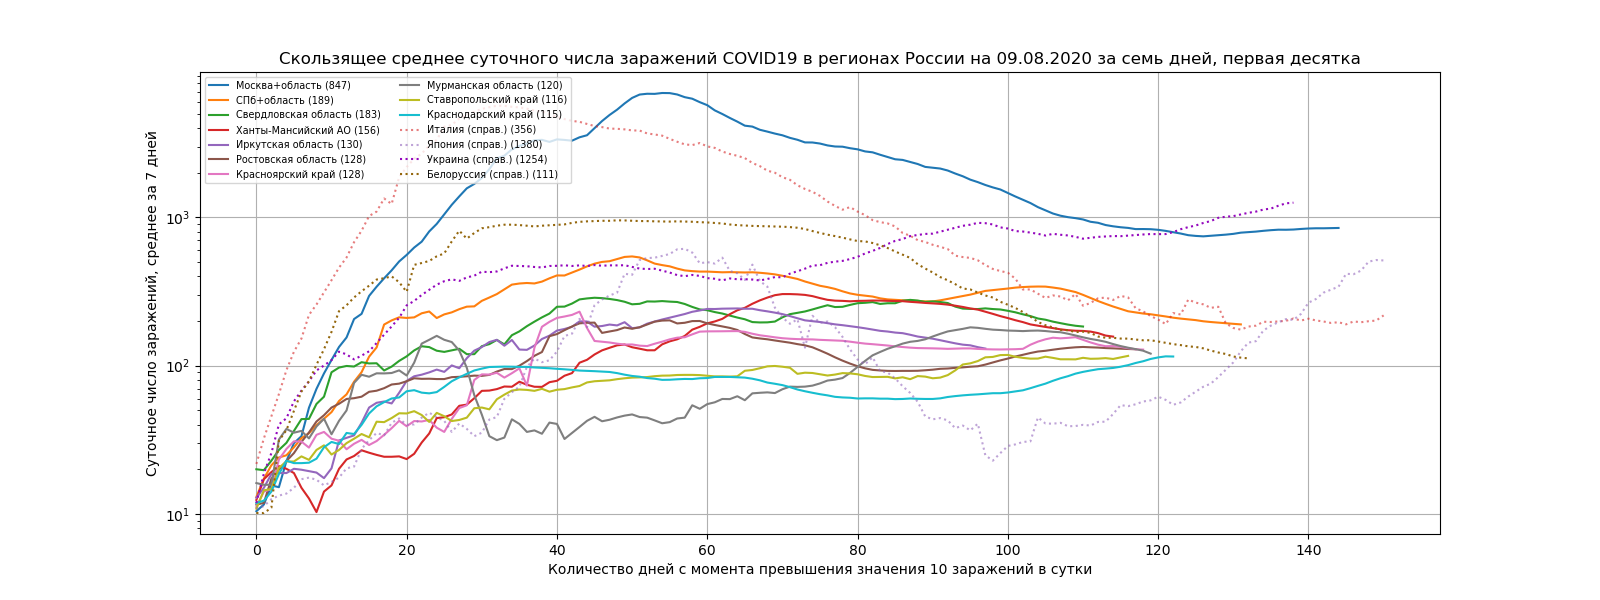 Скользящее среднее суточного числа заражений COVID19 в регионах России на 09.08.2020 за семь дней, первая десятка
Москва+область (847)
СПб+область (189)
Свердловская область (183)
Ханты-Мансийский АО (156)
Иркутская область (130)
Ростовская область (128)
Красноярский край (128)
Мурманская область (120)
Ставропольский край (116)
Краснодарский край (115)
Италия (справ.) (356)
Япония (справ.) (1380)
Украина (справ.) (1254)
Белоруссия (справ.) (111)
Суточное число заражений, среднее за 7 дней
10³
10²
10¹
0 20 40 60 80 100 120 140
Количество дней с момента превышения значения 10 заражений в сутки